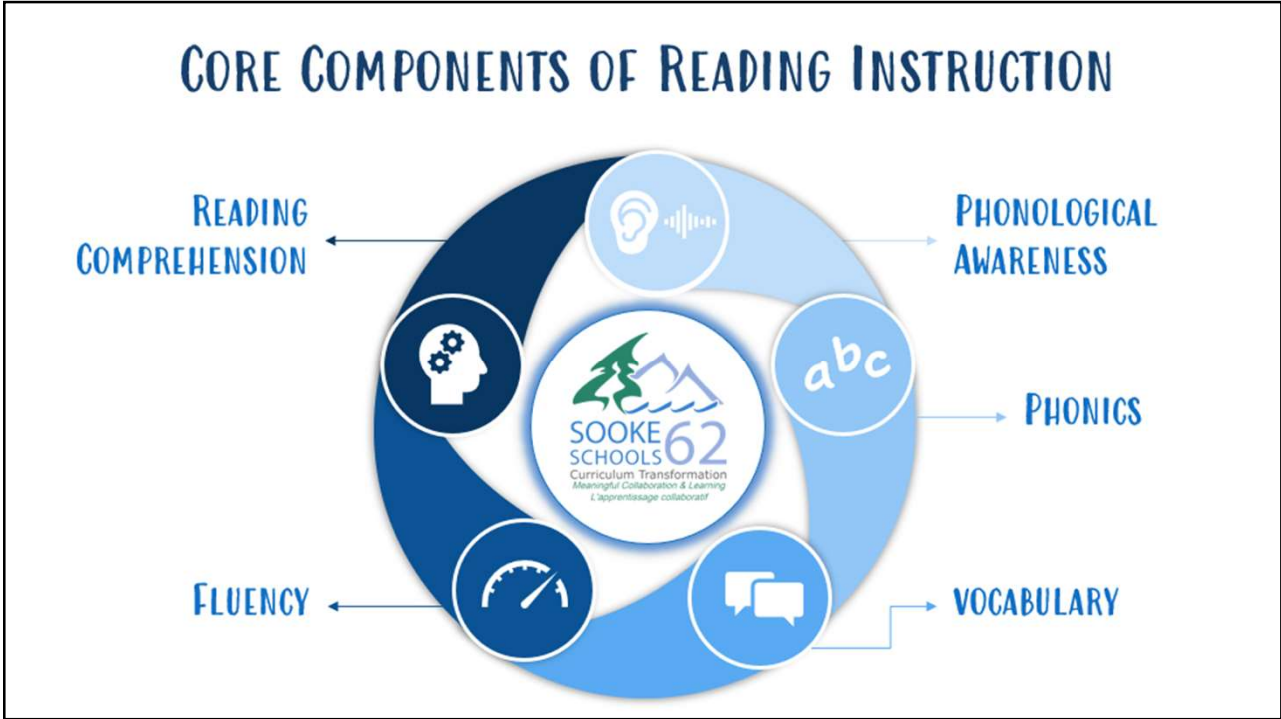 CORE COMPONENTS OF READING INSTRUCTION
READING
COMPREHENSION
PHONOLOGICAL
AWARENESS
abc
PHONICS
SOOKE
SCHOOLS 62
Curriculum Transformation
Meaningful Collaboration & Learning
L'apprentissage collaboratif
FLUENCY
VOCABULARY